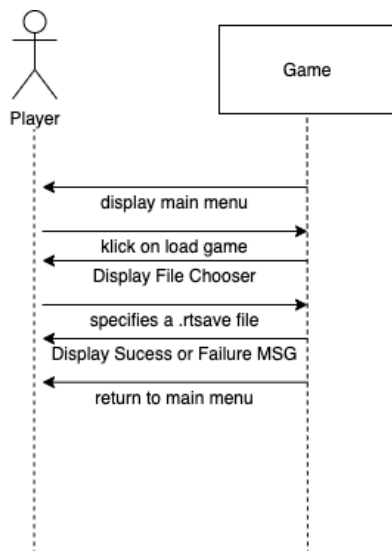 Game
Player
display main menu
klick on load game
Display File Chooser
specifies a .rtsave file
Display Sucess or Failure MSG
return to main menu